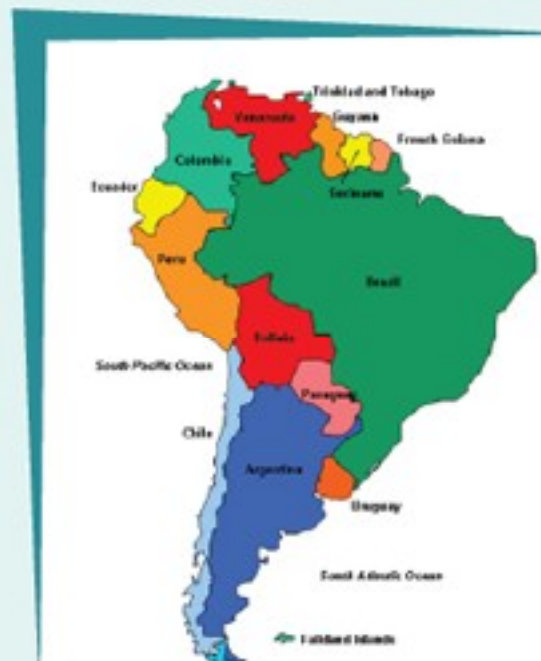 Trinidad and Tobago
Venezuela
Guyana
French Guiana
Colombia
Suriname
Ecuador
Peru
Brazil
Bolivia
South Pacific Ocean
Paraguay
Chile
Argentina
Uruguay
South Atlantic Ocean
Falkland Islands